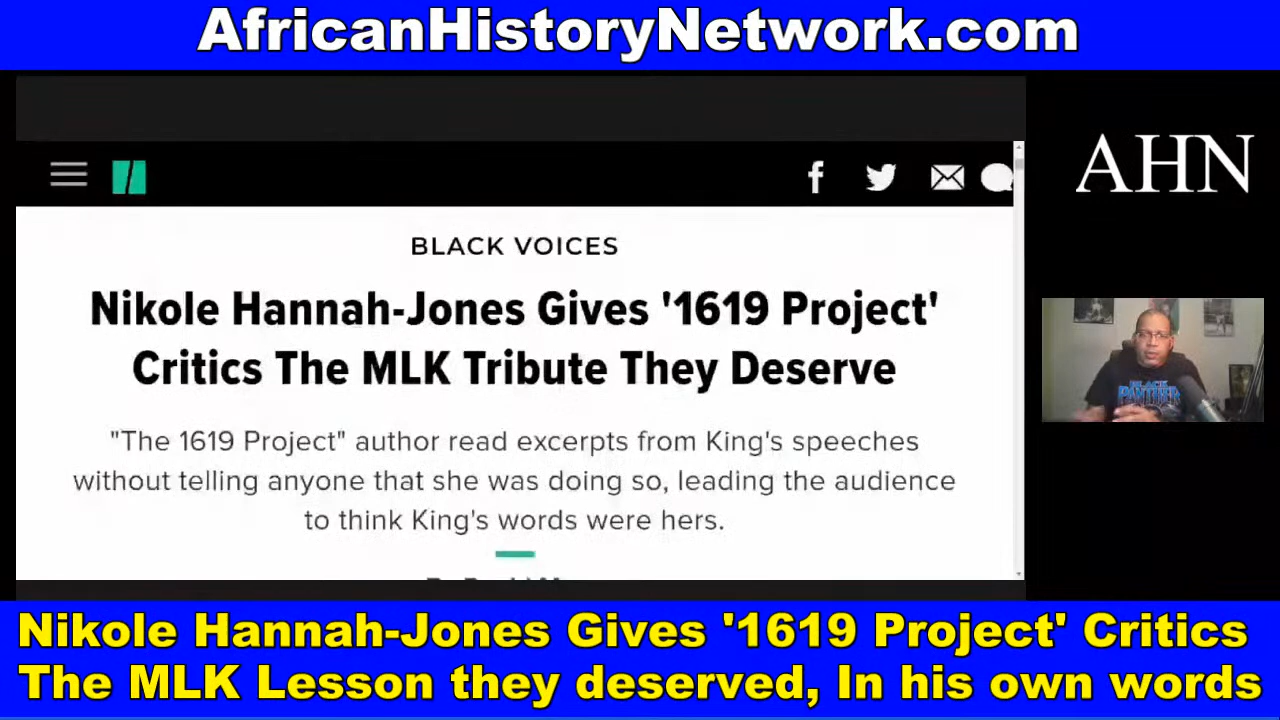 AfricanHistoryNetwork.com
AHN
BLACK VOICES
Nikole Hannah-Jones Gives '1619 Project'
Critics The MLK Tribute They Deserve
"The 1619 Project" author read excerpts from King's speeches
without telling anyone that she was doing so, leading the audience
to think King's words were hers.
BLACK
PANTHER
Nikole Hannah-Jones Gives '1619 Project' Critics
The MLK Lesson they deserved, In his own words